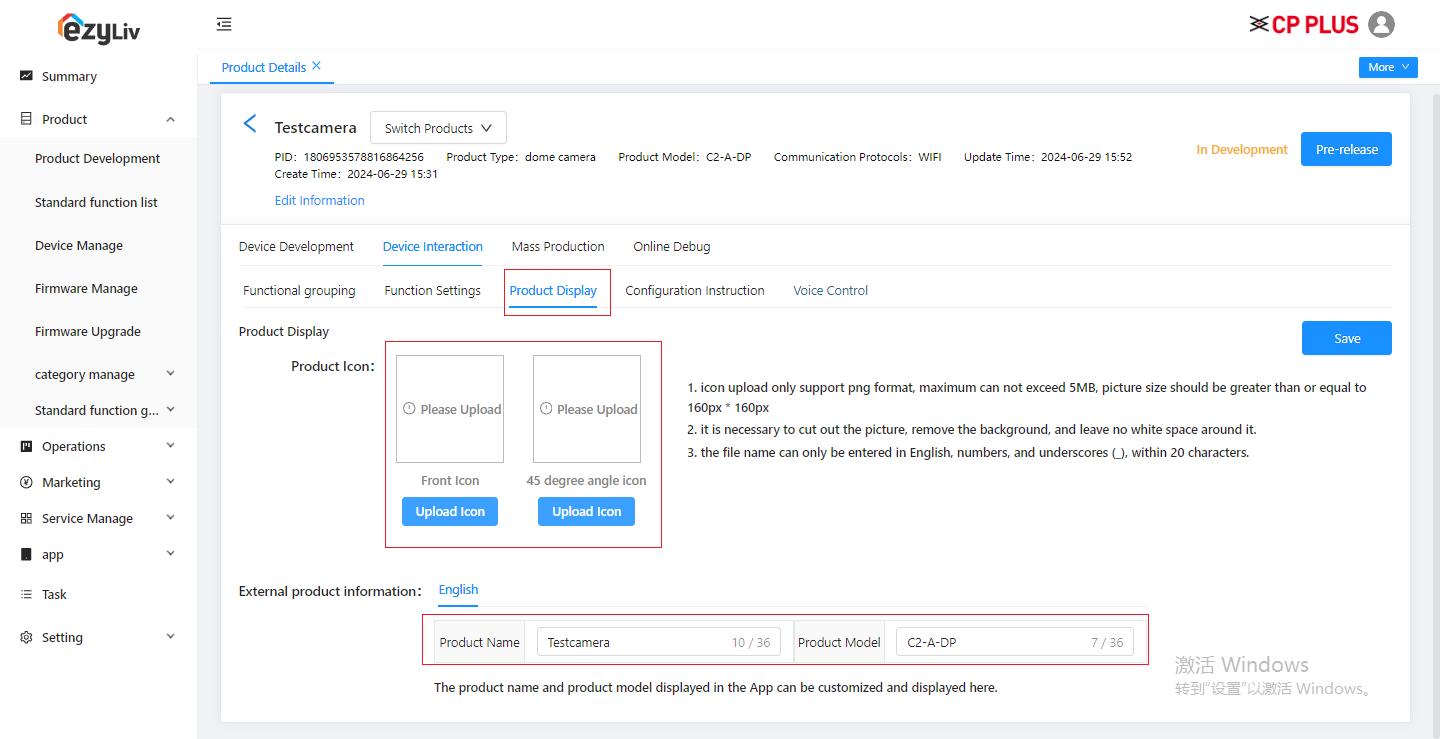 ezyLiv
CP PLUS
Summary
Product
Product Development
Standard function list
Device Manage
Firmware Manage
Firmware Upgrade
category manage
Standard function g...
Operations
Marketing
Service Manage
app
Task
Setting
Product Details
More
Testcamera
Switch Products
PID：1806953578816864256 Product Type：dome camera Product Model：C2-A-DP Communication Protocols：WIFI Update Time：2024-06-29 15:52
Create Time：2024-06-29 15:31
In Development
Pre-release
Edit Information
Device Development Device Interaction Mass Production Online Debug
Functional grouping Function Settings Product Display Configuration Instruction Voice Control
Product Display
Save
Product Icon：
Please Upload Please Upload
Front Icon 45 degree angle icon
Upload Icon Upload Icon
1. icon upload only support png format, maximum can not exceed 5MB, picture size should be greater than or equal to
160px * 160px
2. it is necessary to cut out the picture, remove the background, and leave no white space around it.
3. the file name can only be entered in English, numbers, and underscores (_), within 20 characters.
External product information： English
Product Name Testcamera 10 / 36 Product Model C2-A-DP 7 / 36
The product name and product model displayed in the App can be customized and displayed here.
激活 Windows
转到"设置"以激活 Windows。